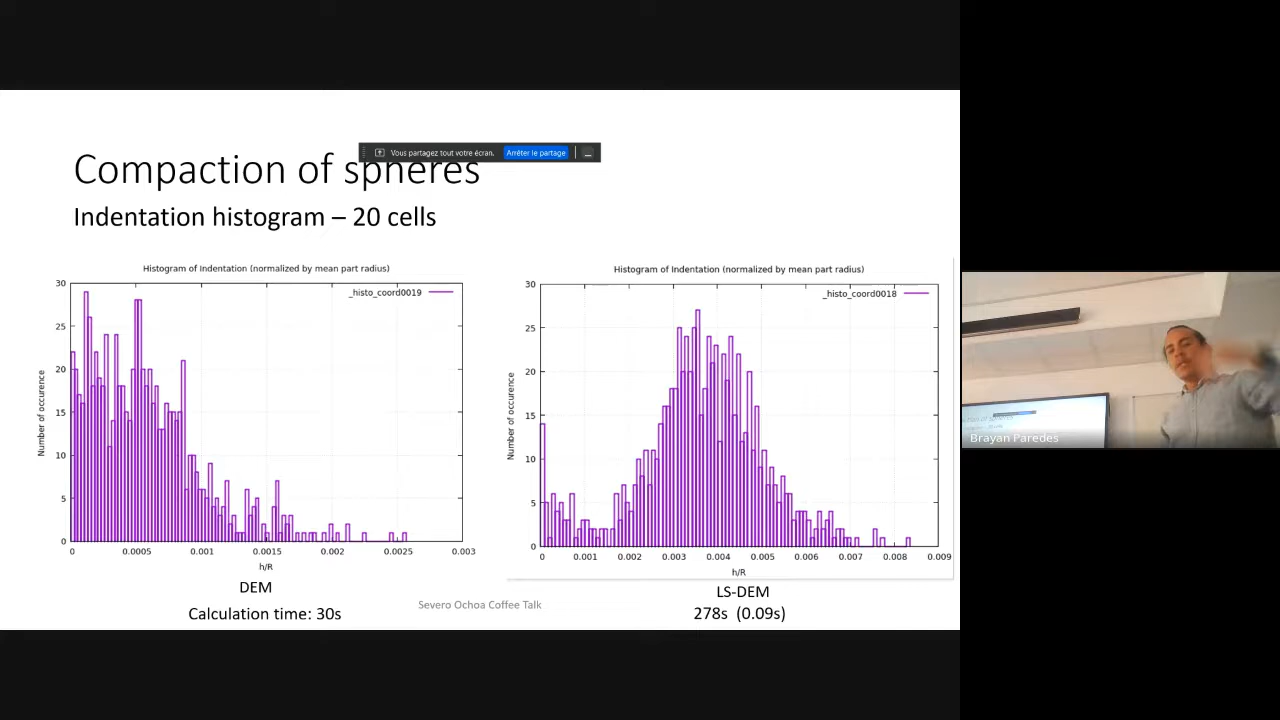 Vous partagez tout votre écran.
Arrêter le partage
Compaction of spheres
Indentation histogram – 20 cells
Histogram of Indentation (normalized by mean part radius)
_histo_coord0019
30
25
20
15
10
5
0
Number of occurence
0 0.0005 0.001 0.0015 0.002 0.0025 0.003
h/R
DEM
Calculation time: 30s
Histogram of Indentation (normalized by mean part radius)
_histo_coord0018
30
25
20
15
10
5
0
Number of occurence
0 0.001 0.002 0.003 0.004 0.005 0.006 0.007 0.008 0.009
h/R
LS-DEM
278s (0.09s)
Severo Ochoa Coffee Talk
Brayan Paredes